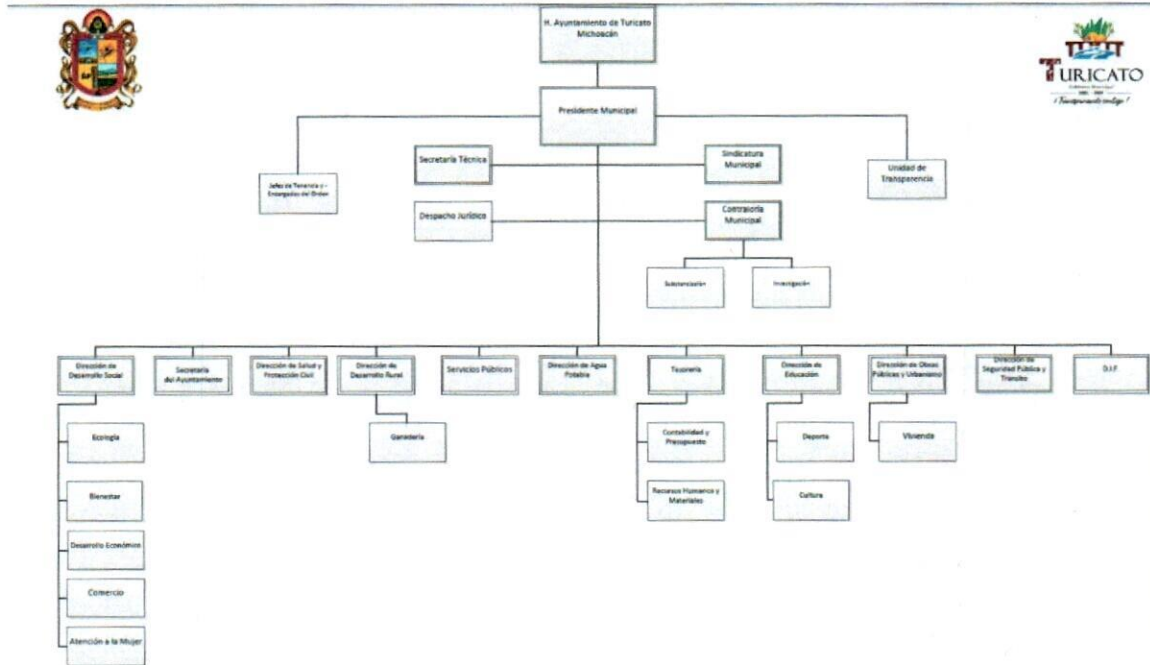 H. Ayuntamiento de Turicato
Michoacán
TURICATO
Presidente Municipal
Secretaría Técnica
Sindicatura
Municipal
Unidad de
Transparencia
Jefes de Tenencia y -
Encargados del Orden
Despacho Jurídico
Contraloría
Municipal
Substanciación
Investigación
Dirección de
Desarrollo Social
Secretaría
del Ayuntamiento
Dirección de Salud y
Protección Civil
Dirección de
Desarrollo Rural
Servicios Públicos
Dirección de Agua
Potable
Tesorería
Dirección de
Educación
Dirección de Obras
Públicas y Urbanismo
Dirección de
Seguridad Pública y
Tránsito
D.I.F.
Ecología
Ganadería
Contabilidad y
Presupuesto
Deporte
Vivienda
Bienestar
Recursos Humanos y
Materiales
Cultura
Desarrollo Económico
Comercio
Atención a la Mujer